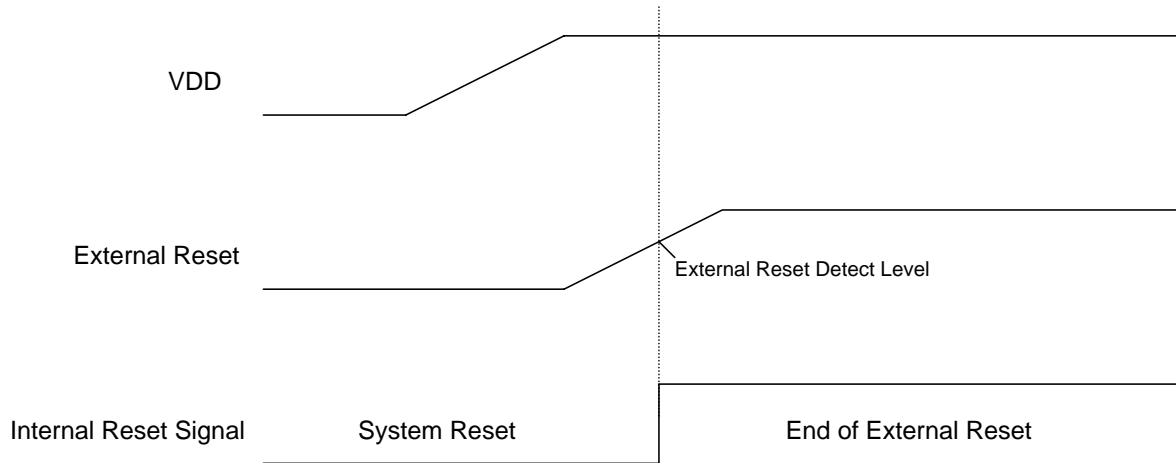 VDD
External Reset
External Reset Detect Level
Internal Reset Signal
System Reset
End of External Reset